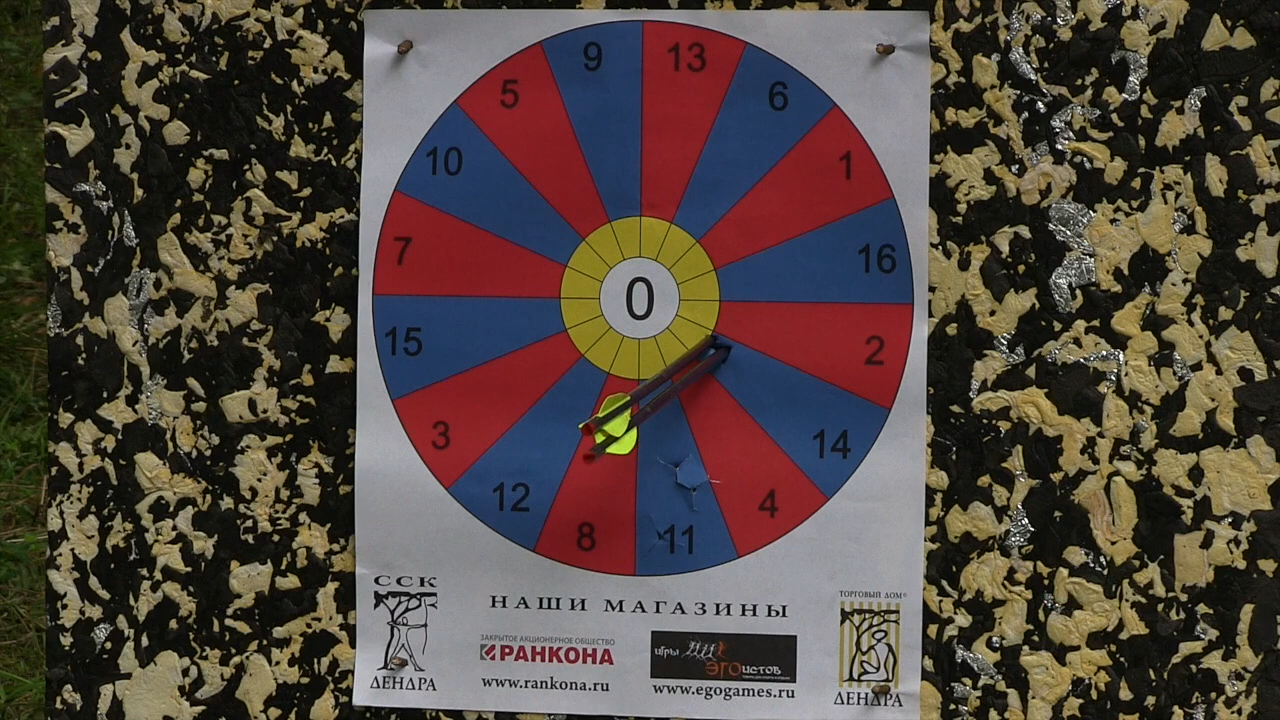 9
13
5
6
10
1
7
16
0
15
2
3
14
12
4
8
11
ССК
ДЕНДРА
НАШИ МАГАЗИНЫ
ЗАКРЫТОЕ АКЦИОНЕРНОЕ ОБЩЕСТВО
РАНКОНА
www.rankona.ru
игры
эгоистов
www.egogames.ru
ТОРГОВЫЙ ДОМ
ДЕНДРА